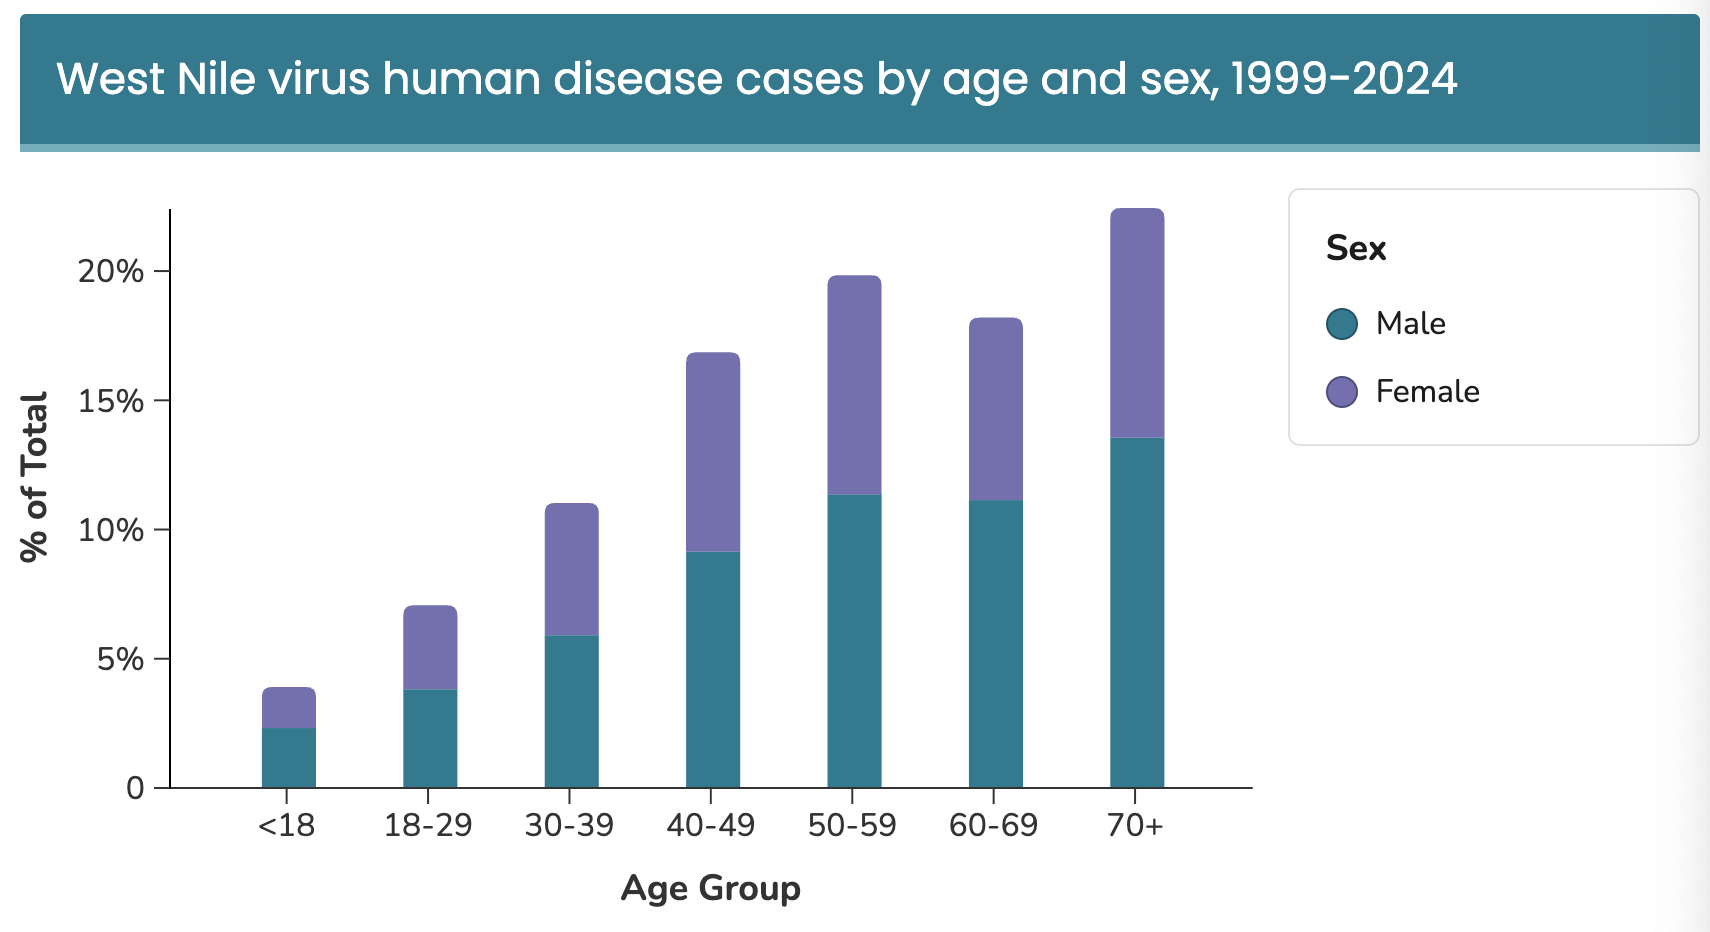 West Nile virus human disease cases by age and sex, 1999-2024
Sex
Male
Female
% of Total
20%
15%
10%
5%
0
<18 18-29 30-39 40-49 50-59 60-69 70+
Age Group